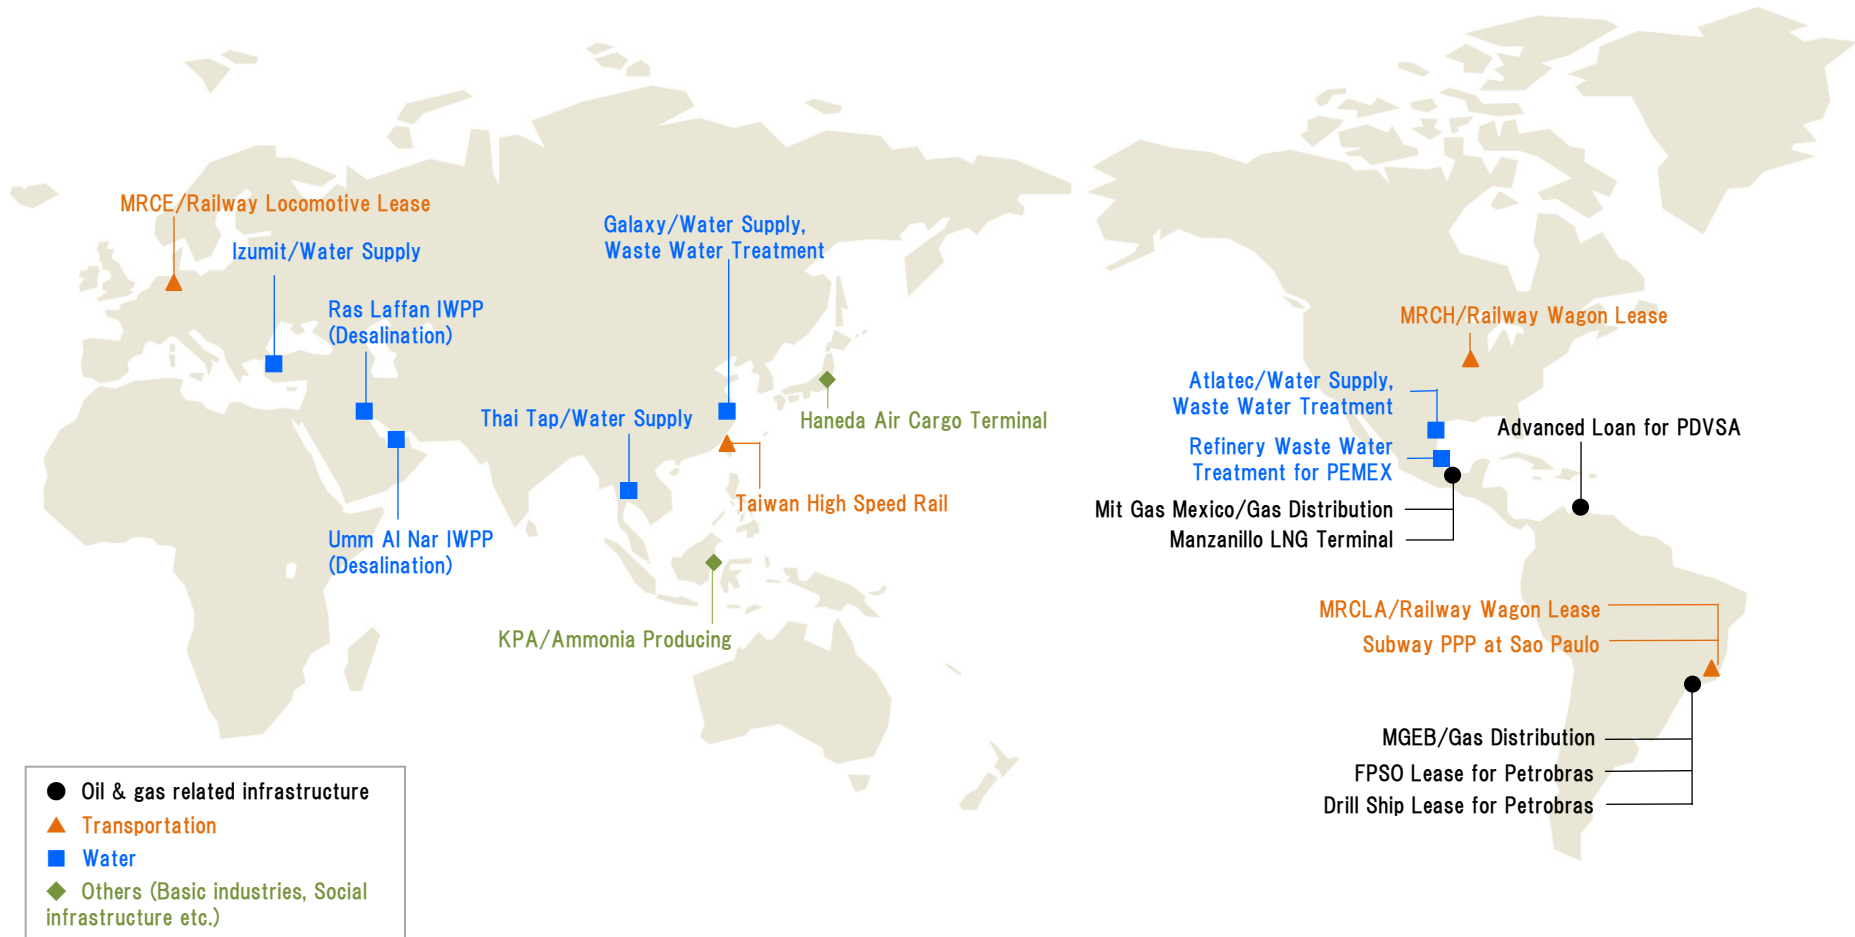 MRCE/Railway Locomotive Lease
Izumit/Water Supply
Ras Laffan IWPP
(Desalination)
Umm Al Nar IWPP
(Desalination)
Galaxy/Water Supply,
Waste Water Treatment
Thai Tap/Water Supply
Haneda Air Cargo Terminal
Taiwan High Speed Rail
KPA/Ammonia Producing
MRCH/Railway Wagon Lease
Atlatec/Water Supply,
Waste Water Treatment
Refinery Waste Water
Treatment for PEMEX
Advanced Loan for PDVSA
Mit Gas Mexico/Gas Distribution
Manzanillo LNG Terminal
MRCLA/Railway Wagon Lease
Subway PPP at Sao Paulo
MGEB/Gas Distribution
FPSO Lease for Petrobras
Drill Ship Lease for Petrobras
Oil & gas related infrastructure
Transportation
Water
Others (Basic industries, Social
infrastructure etc.)